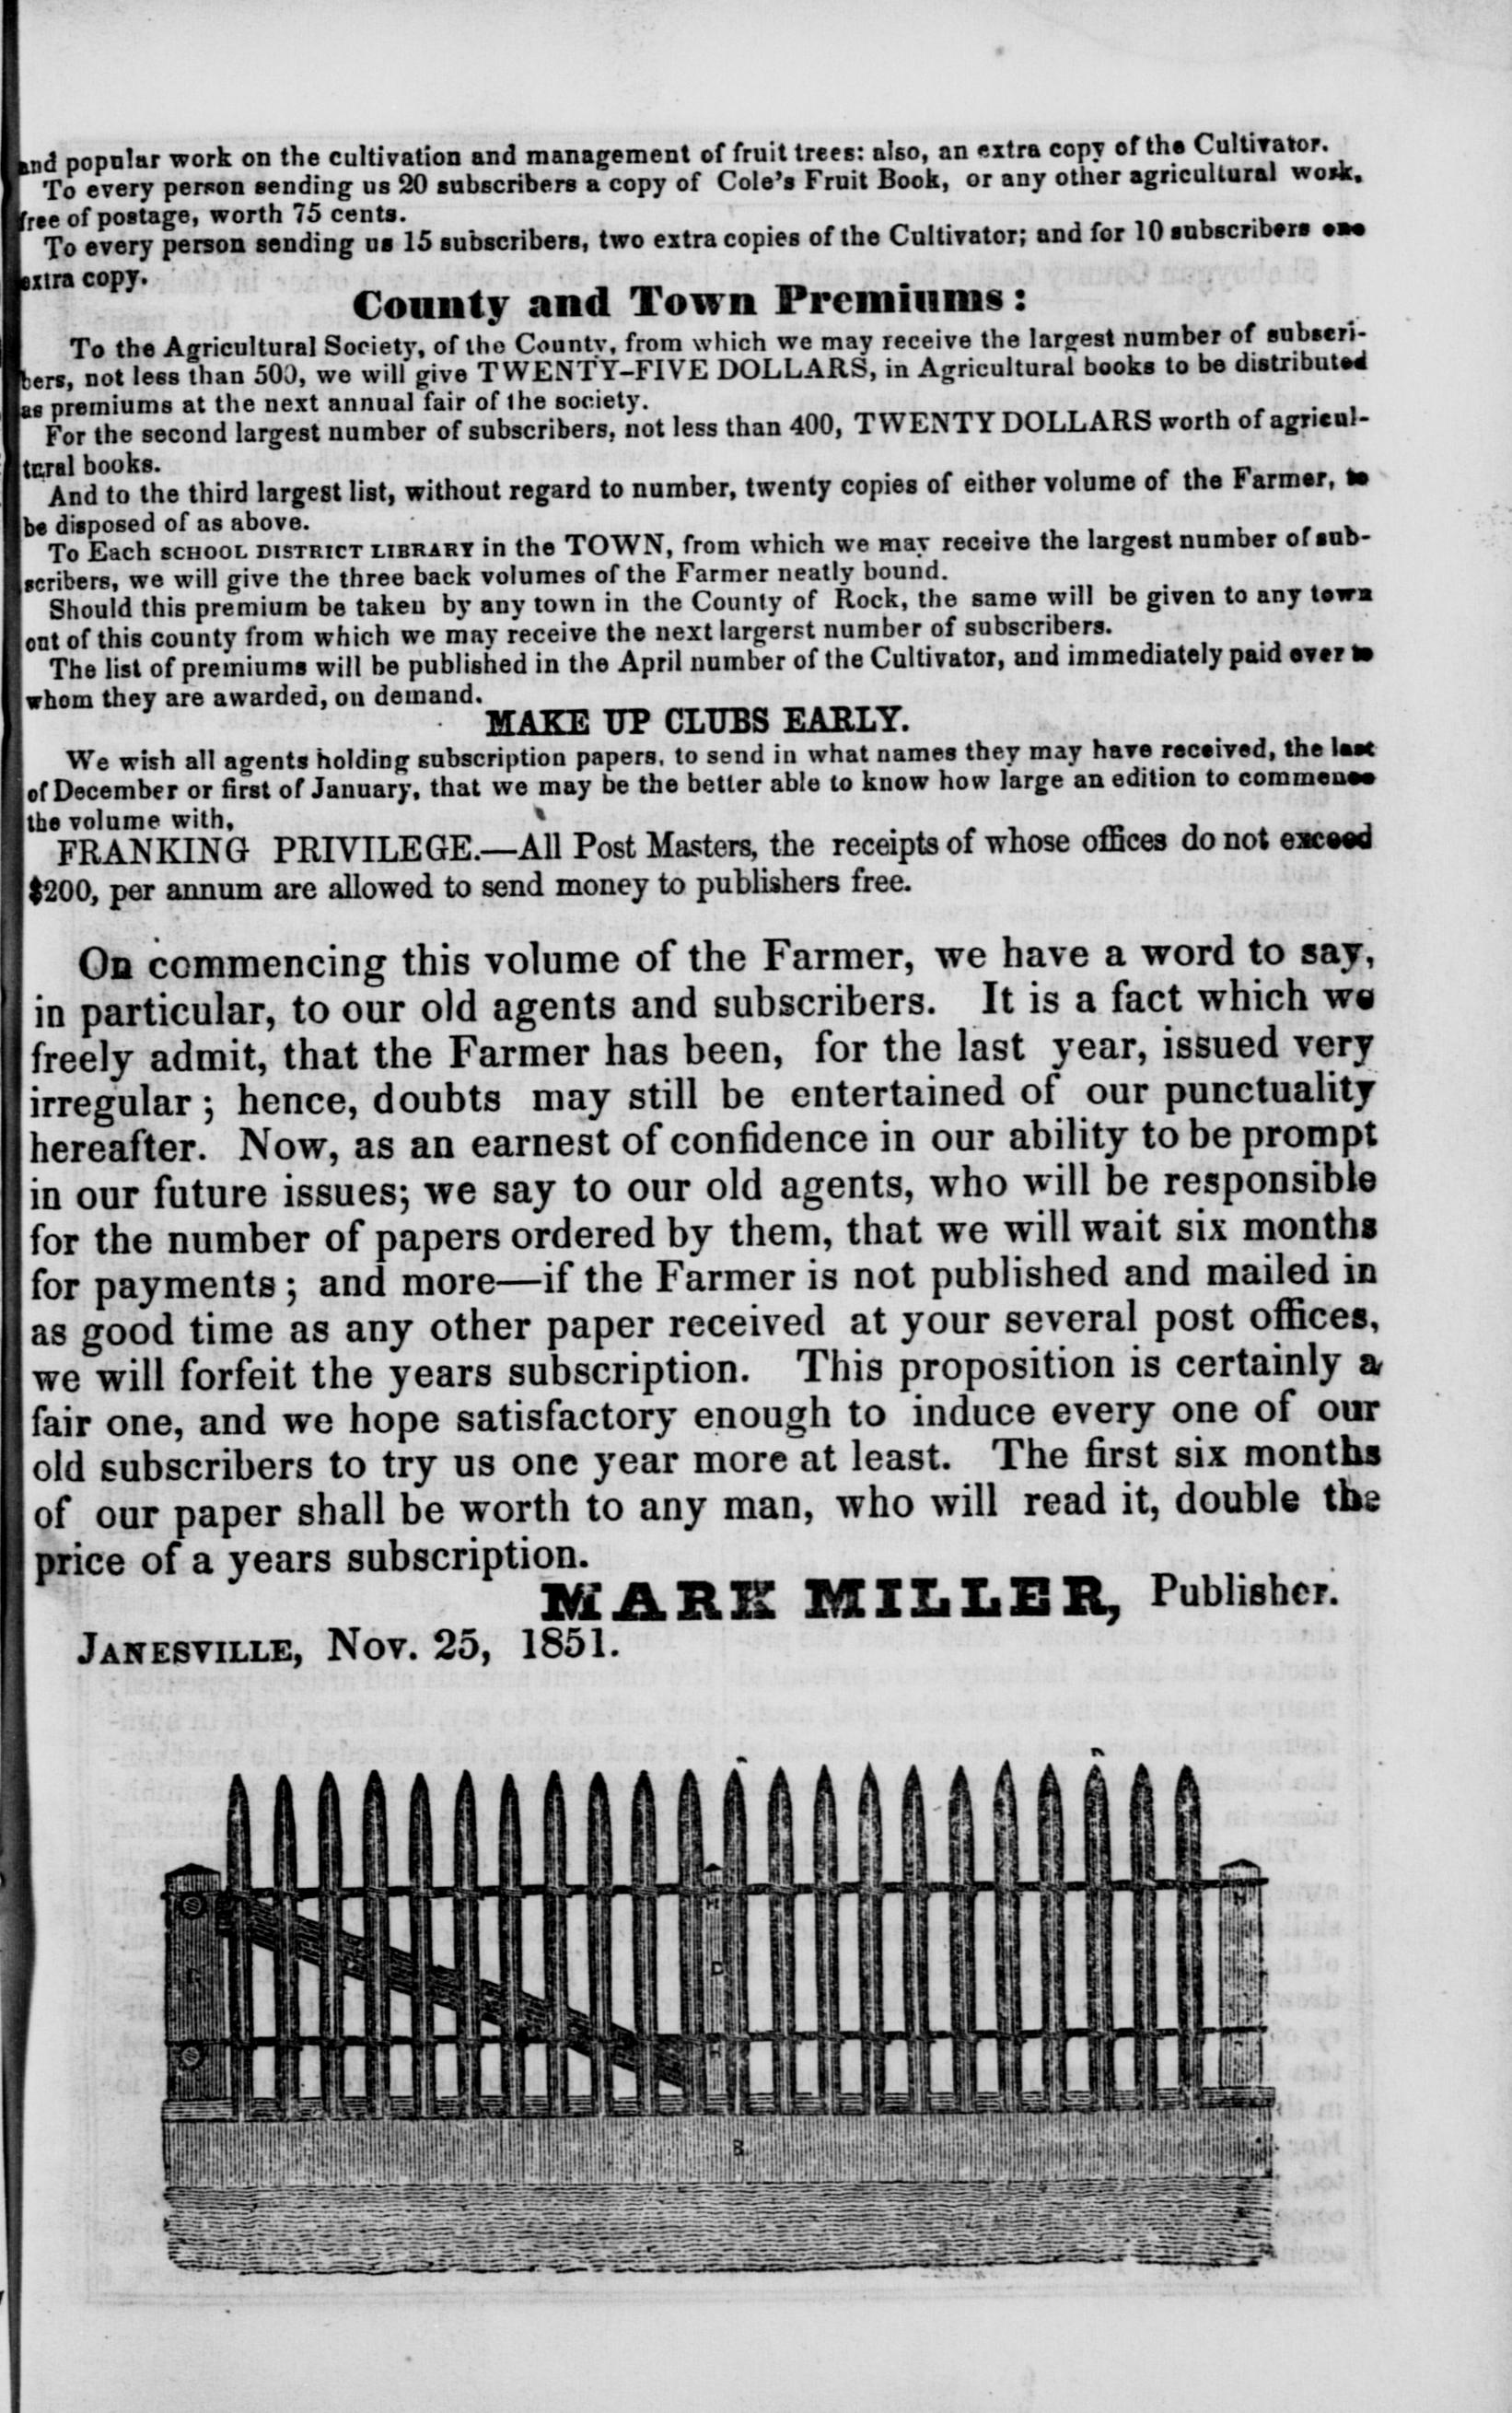 and popular work on the cultivation and management of fruit trees: also, an extra copy of the Cultivator.
To every person sending us 20 subscribers a copy of Cole's Fruit Book, or any other agricultural work,
free of postage, worth 75 cents.
To every person sending us 15 subscribers, two extra copies of the Cultivator; and for 10 subscribers one
extra copy.
County and Town Premiums:
To the Agricultural Society, of the County, from which we may receive the largest number of subscri-
bers, not less than 500, we will give TWENTY-FIVE DOLLARS, in Agricultural books to be distributed
as premiums at the next annual fair of the society.
For the second largest number of subscribers, not less than 400, TWENTY DOLLARS worth of agricul-
tural books.
And to the third largest list, without regard to number, twenty copies of either volume of the Farmer, to
be disposed of as above.
To Each SCHOOL DISTRICT LIBRARY in the TOWN, from which we may receive the largest number of sub-
scribers, we will give the three back volumes of the Farmer neatly bound.
Should this premium be taken by any town in the County of Rock, the same will be given to any town
out of this county from which we may receive the next largerst number of subscribers.
The list of premiums will be published in the April number of the Cultivator, and immediately paid over to
whom they are awarded, on demand.
MAKE UP CLUBS EARLY.
We wish all agents holding subscription papers, to send in what names they may have received, the last
of December or first of January, that we may be the better able to know how large an edition to commence
the volume with,
FRANKING PRIVILEGE.—All Post Masters, the receipts of whose offices do not exceed
$200, per annum are allowed to send money to publishers free.
On commencing this volume of the Farmer, we have a word to say,
in particular, to our old agents and subscribers. It is a fact which we
freely admit, that the Farmer has been, for the last year, issued very
irregular; hence, doubts may still be entertained of our punctuality
hereafter. Now, as an earnest of confidence in our ability to be prompt
in our future issues; we say to our old agents, who will be responsible
for the number of papers ordered by them, that we will wait six months
for payments; and more—if the Farmer is not published and mailed in
as good time as any other paper received at your several post offices,
we will forfeit the years subscription. This proposition is certainly a
fair one, and we hope satisfactory enough to induce every one of our
old subscribers to try us one year more at least. The first six months
of our paper shall be worth to any man, who will read it, double the
price of a years subscription.
MARK MILLER, Publisher.
JANESVILLE, Nov. 25, 1851.
H
H
D
H
B